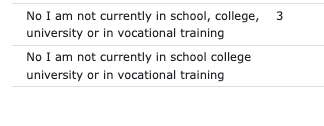 No I am not currently in school, college, 3
university or in vocational training
No I am not currently in school college
university or in vocational training